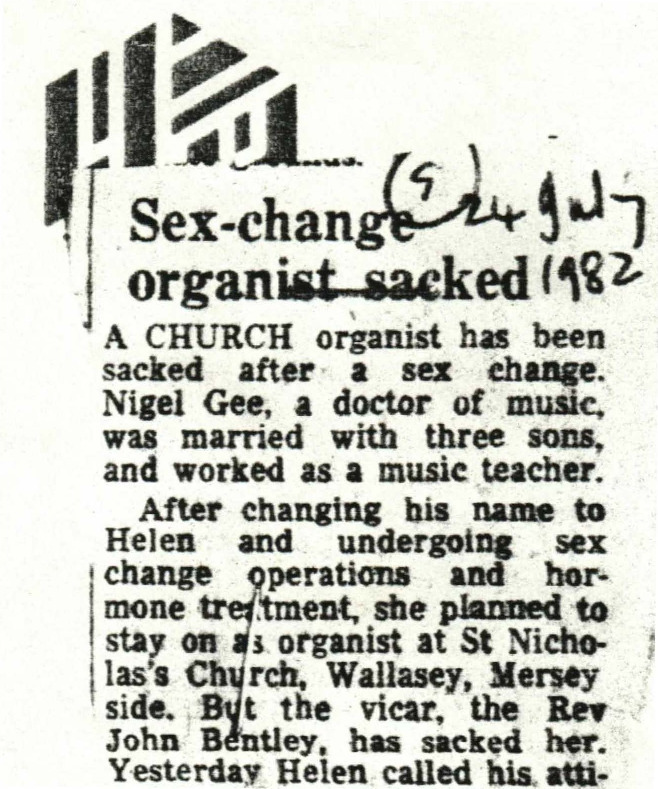 (S) 24 July
Sex-change
organist sacked 1982
A CHURCH organist has been
sacked after a sex change.
Nigel Gee, a doctor of music,
was married with three sons,
and worked as a music teacher.
After changing his name to
Helen and undergoing sex
change operations and hor-
mone treatment, she planned to
stay on as organist at St Nicho-
las's Church, Wallasey, Mersey
side. But the vicar, the Rev
John Bentley, has sacked her.
Yesterday Helen called his atti-